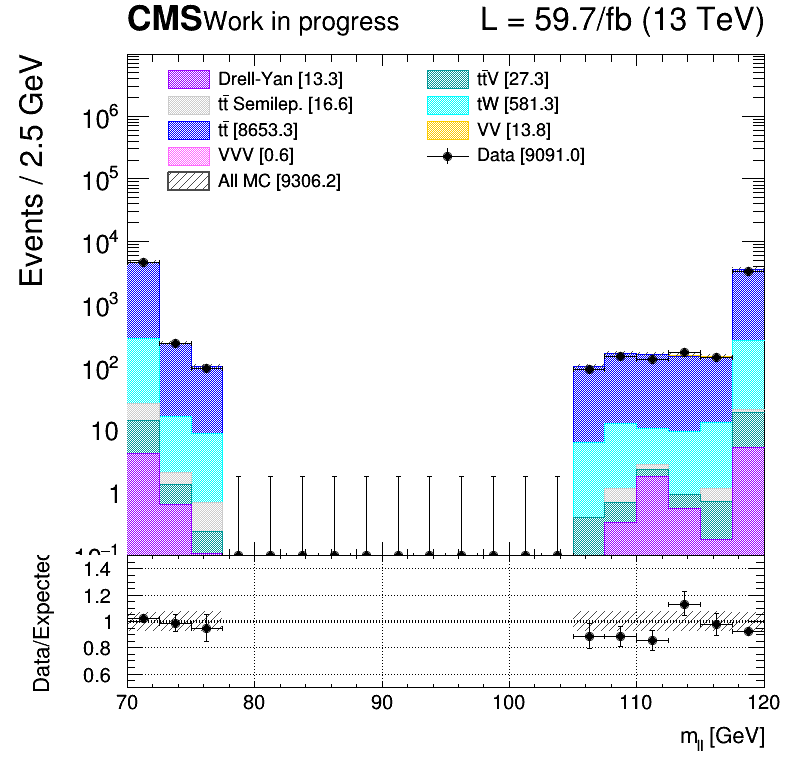 CMS Work in progress L = 59.7/fb (13 TeV)
Events / 2.5 GeV
Drell-Yan [13.3]
tt̄ Semilep. [16.6]
tt̄ [8653.3]
VVV [0.6]
All MC [9306.2]
tt̄V [27.3]
tW [581.3]
VV [13.8]
Data [9091.0]
10⁶
10⁵
10⁴
10³
10²
10
1
10⁻¹
Data/Expected
1.4
1.2
1
0.8
0.6
70 80 90 100 110 120
m_ll [GeV]